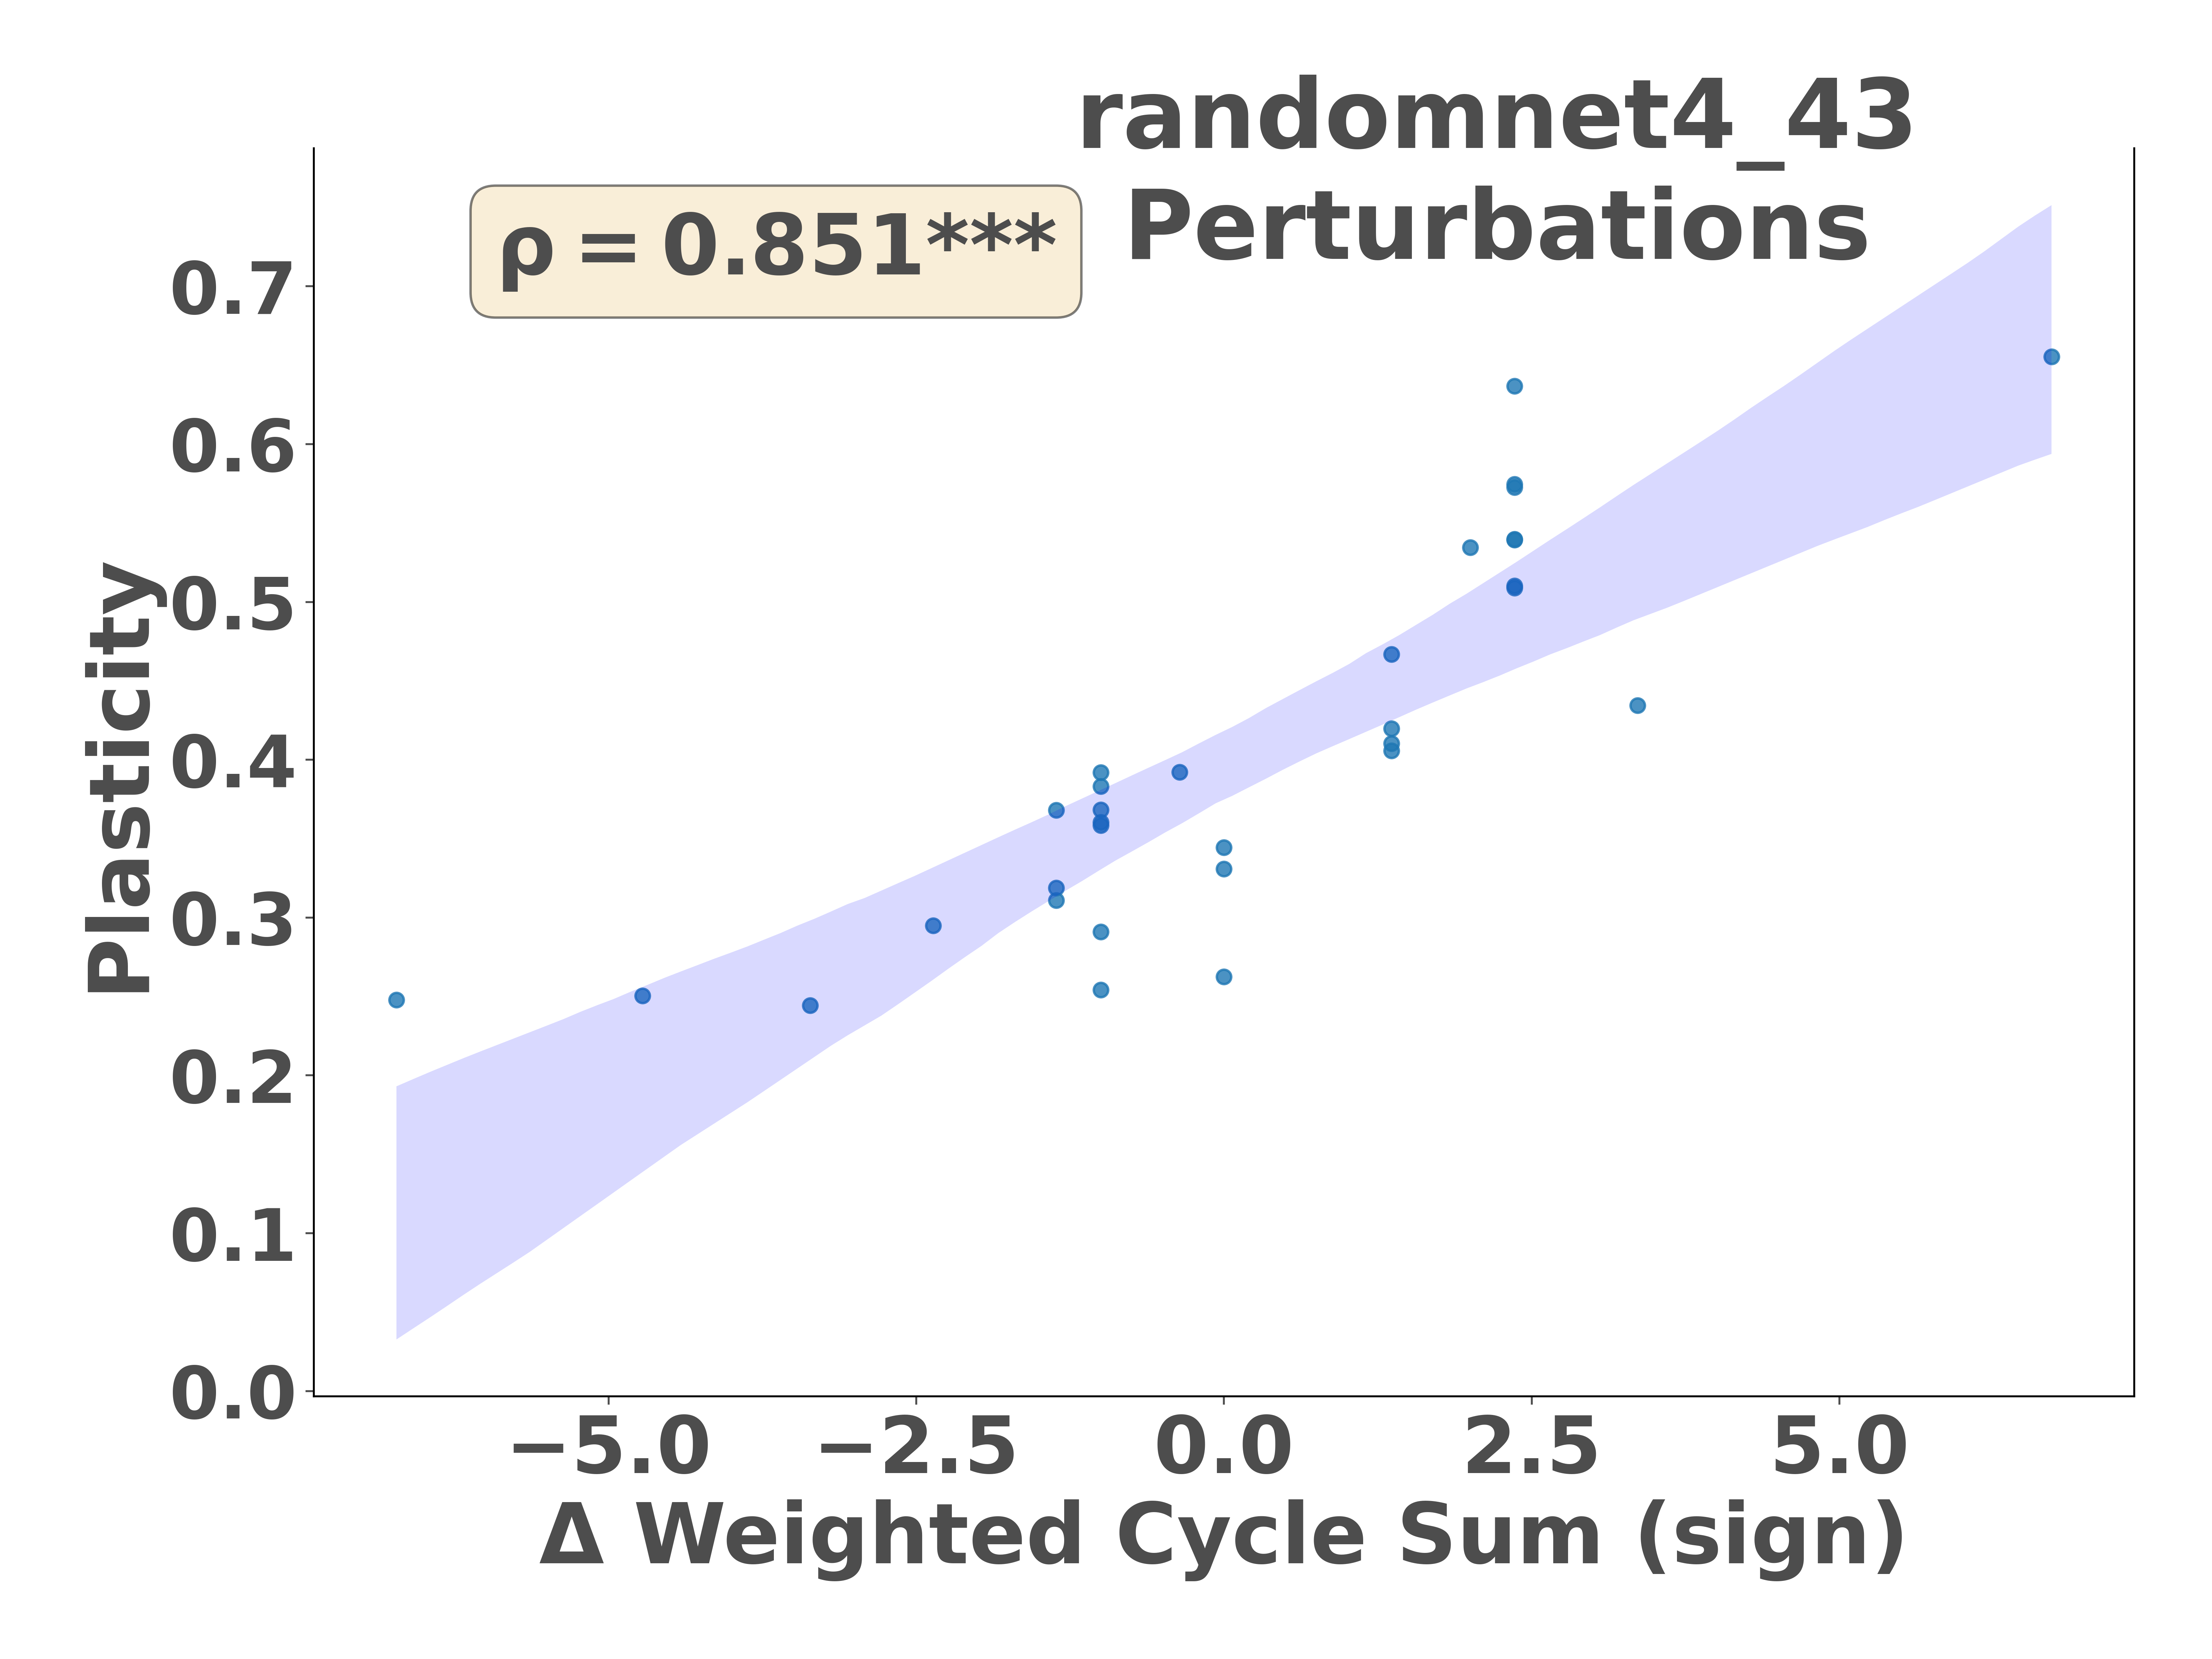 randomnet4_43
Perturbations
ρ = 0.851***
Plasticity
0.7
0.6
0.5
0.4
0.3
0.2
0.1
0.0
−5.0 −2.5 0.0 2.5 5.0
Δ Weighted Cycle Sum (sign)